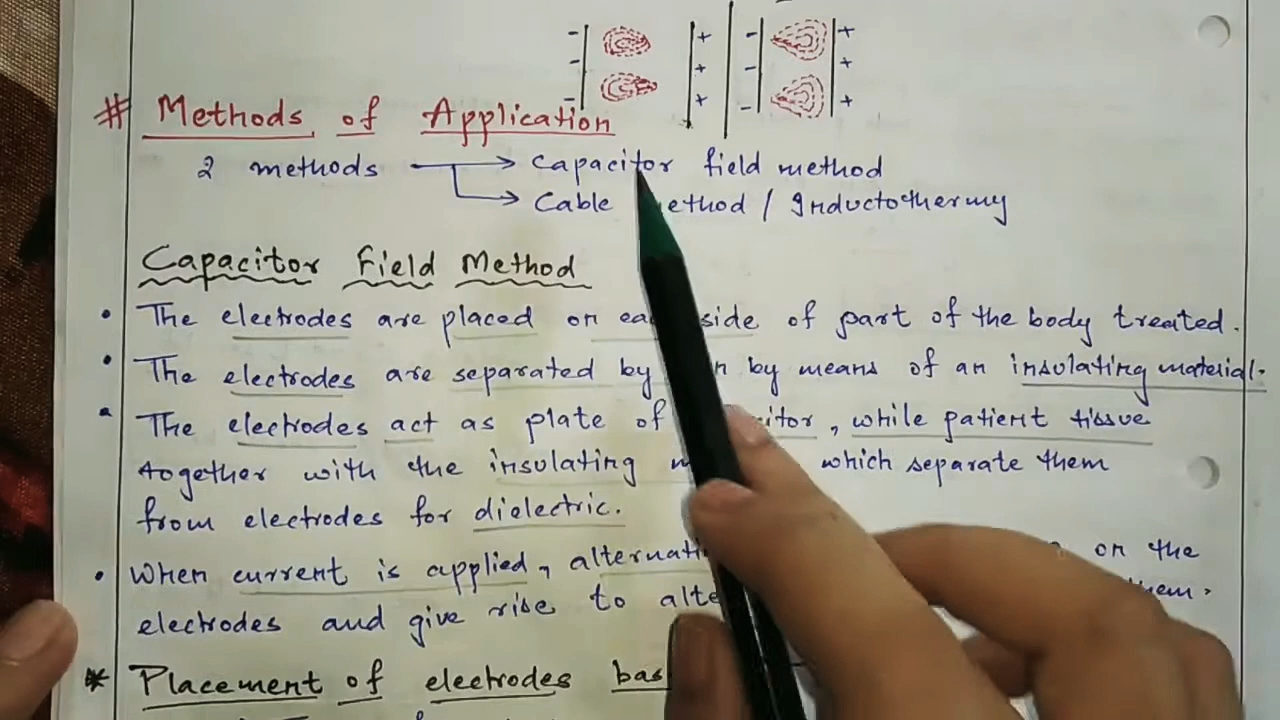 # Methods of Application
2 methods → Capacitor field method
→ Cable method / Inductothermy
Capacitor Field Method
• The electrodes are placed on each side of part of the body treated.
• The electrodes are separated by by means of an insulating material.
• The electrodes act as plate of capacitor, while patient tissue
together with the insulating which separate them
from electrodes for dielectric.
• When current is applied, on the
electrodes and give rise to
* Placement of electrodes